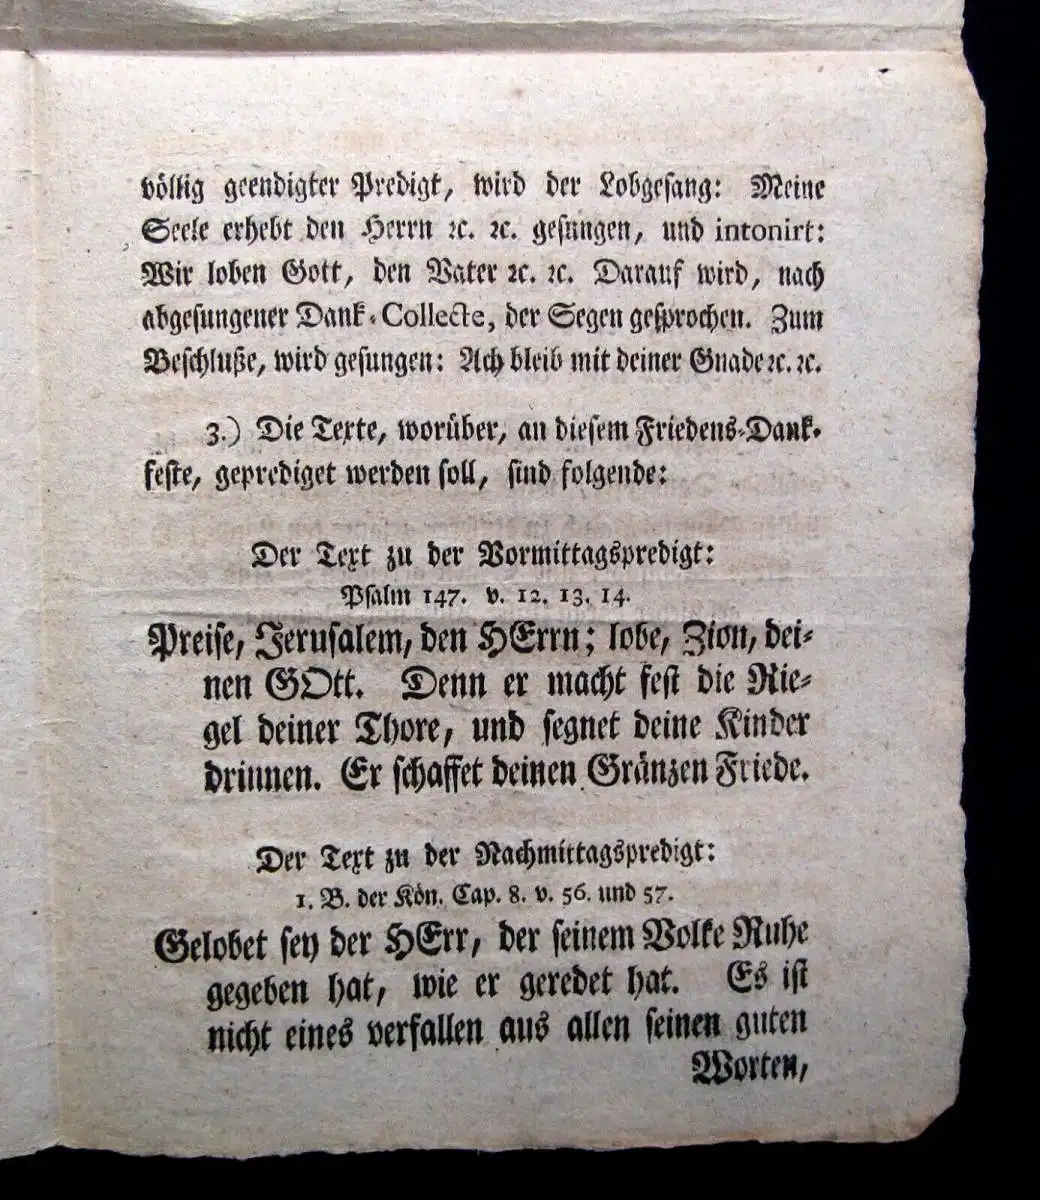 völlig geendigter Predigt, wird der Lobgesang: Meine
Seele erhebt den Herrn ꝛc. ꝛc. gesungen, und intonirt:
Wir loben Gott, den Vater ꝛc. ꝛc. Darauf wird, nach
abgesungener Dank-Collecte, der Segen gesprochen. Zum
Beschluße, wird gesungen: Ach bleib mit deiner Gnade ꝛc. ꝛc.
3.) Die Texte, worüber, an diesem Friedens-Dank-
feste, geprediget werden soll, sind folgende:
Der Text zu der Vormittagspredigt:
Psalm 147. v. 12. 13. 14.
Preise, Jerusalem, den HErrn; lobe, Zion, dei-
nen GOtt. Denn er macht fest die Rie-
gel deiner Thore, und segnet deine Kinder
drinnen. Er schaffet deinen Gränzen Friede.
Der Text zu der Nachmittagspredigt:
1. B. der Kön. Cap. 8. v. 56. und 57.
Gelobet sey der HErr, der seinem Volke Ruhe
gegeben hat, wie er geredet hat. Es ist
nicht eines verfallen aus allen seinen guten
Worten,